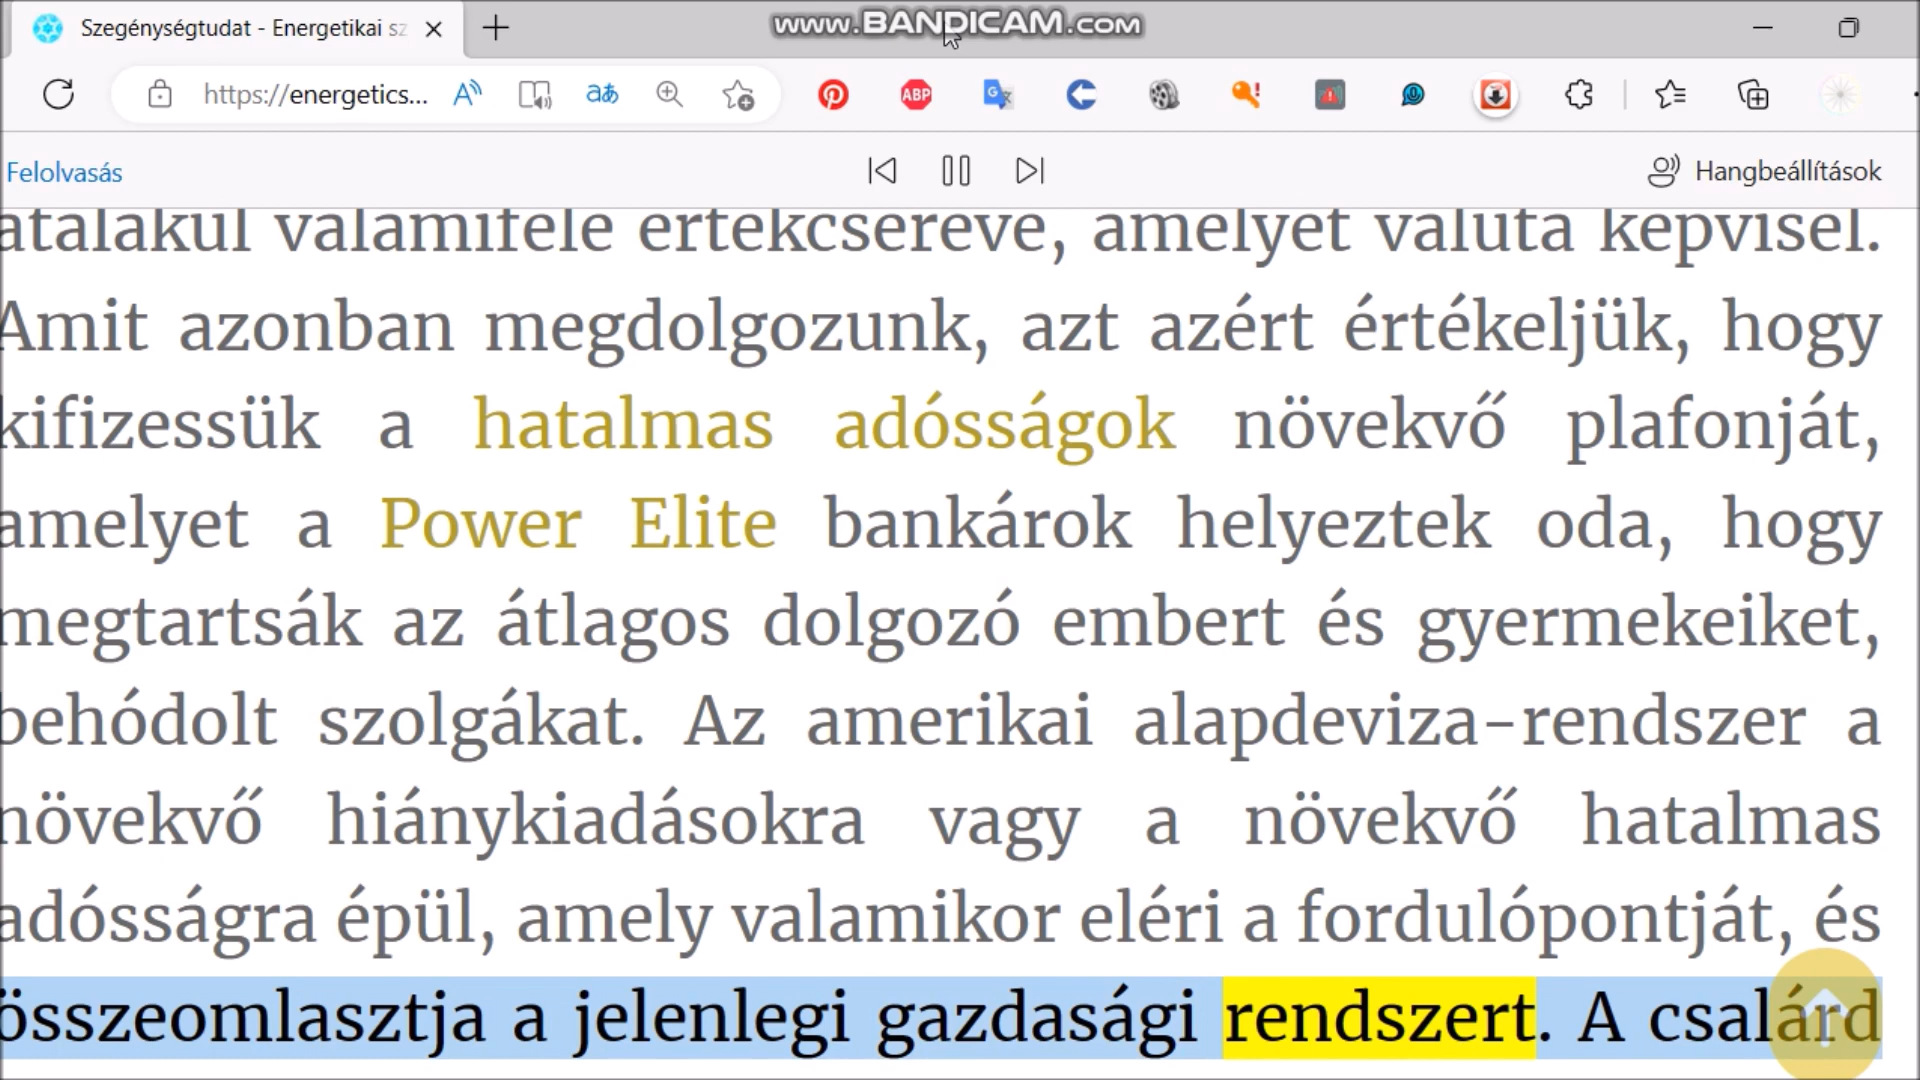 Szegénységtudat - Energetikai sz
www.BANDICAM.com
https://energetics...
ABP
Felolvasás
Hangbeállítások
átalakul valamiféle értékcserévé, amelyet valuta képvisel.
Amit azonban megdolgozunk, azt azért értékeljük, hogy
kifizessük a hatalmas adósságok növekvő plafonját,
amelyet a Power Elite bankárok helyeztek oda, hogy
megtartsák az átlagos dolgozó embert és gyermekeiket,
behódolt szolgákat. Az amerikai alapdeviza-rendszer a
növekvő hiánykiadásokra vagy a növekvő hatalmas
adósságra épül, amely valamikor eléri a fordulópontját, és
összeomlasztja a jelenlegi gazdasági rendszert. A csalárd